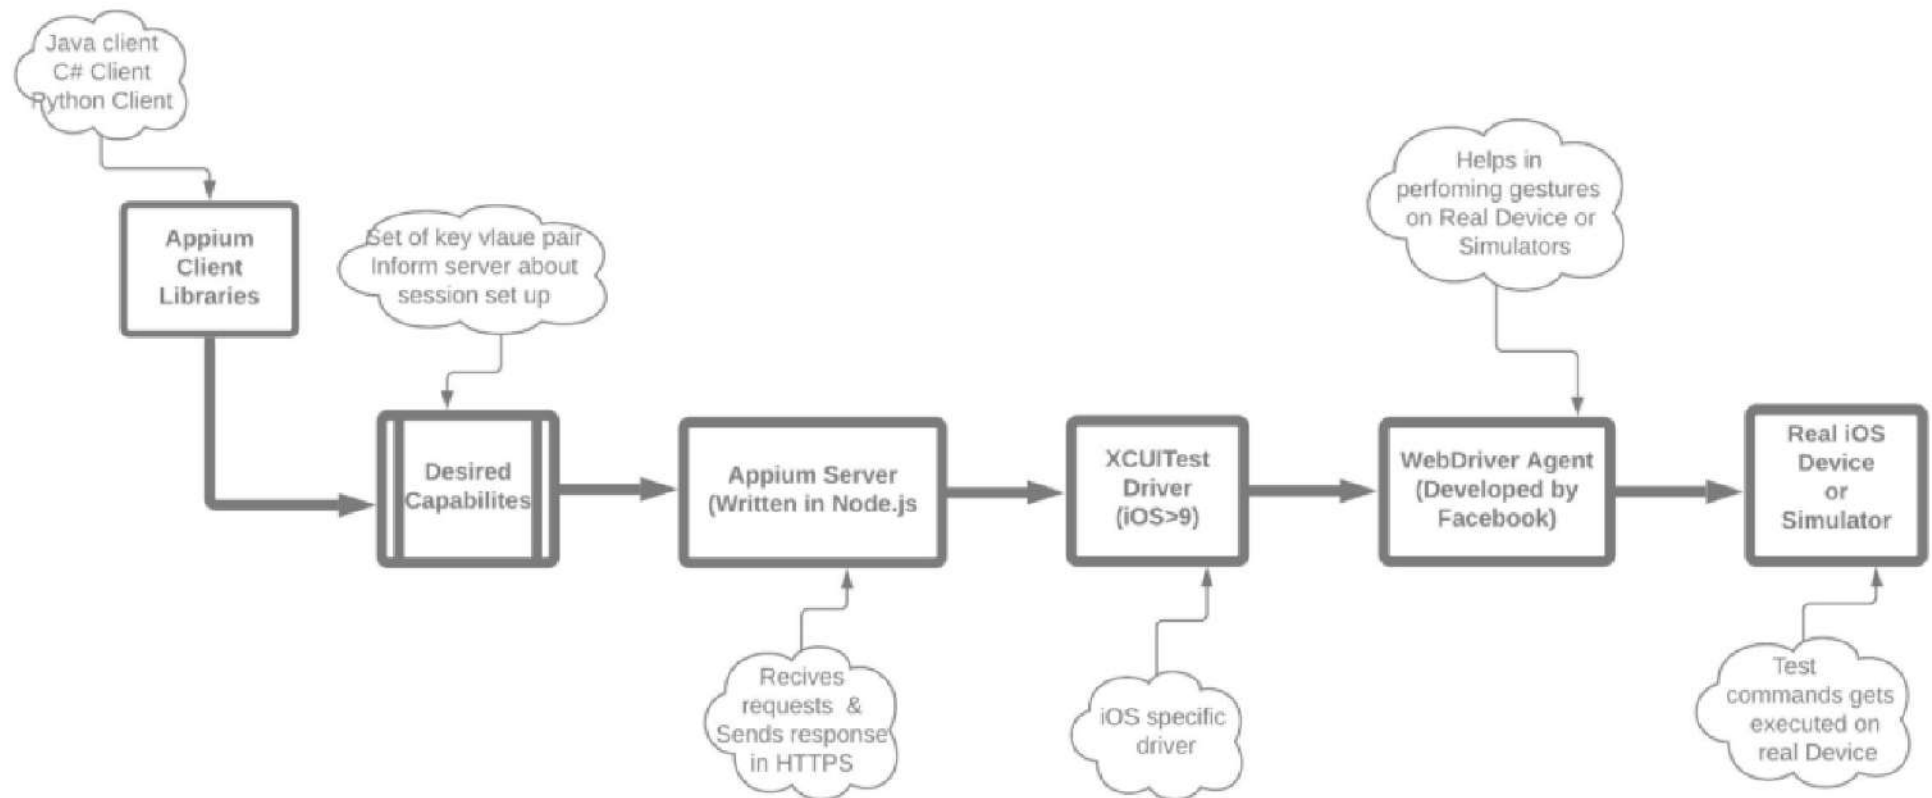 Java client
C# Client
Python Client
Appium
Client
Libraries
Set of key vlaue pair
Inform server about
session set up
Desired
Capabilites
Appium Server
(Written in Node.js
Recives
requests &
Sends response
in HTTPS
XCUITest
Driver
(iOS>9)
iOS specific
driver
Helps in
perfoming gestures
on Real Device or
Simulators
WebDriver Agent
(Developed by
Facebook)
Real iOS
Device
or
Simulator
Test
commands gets
executed on
real Device